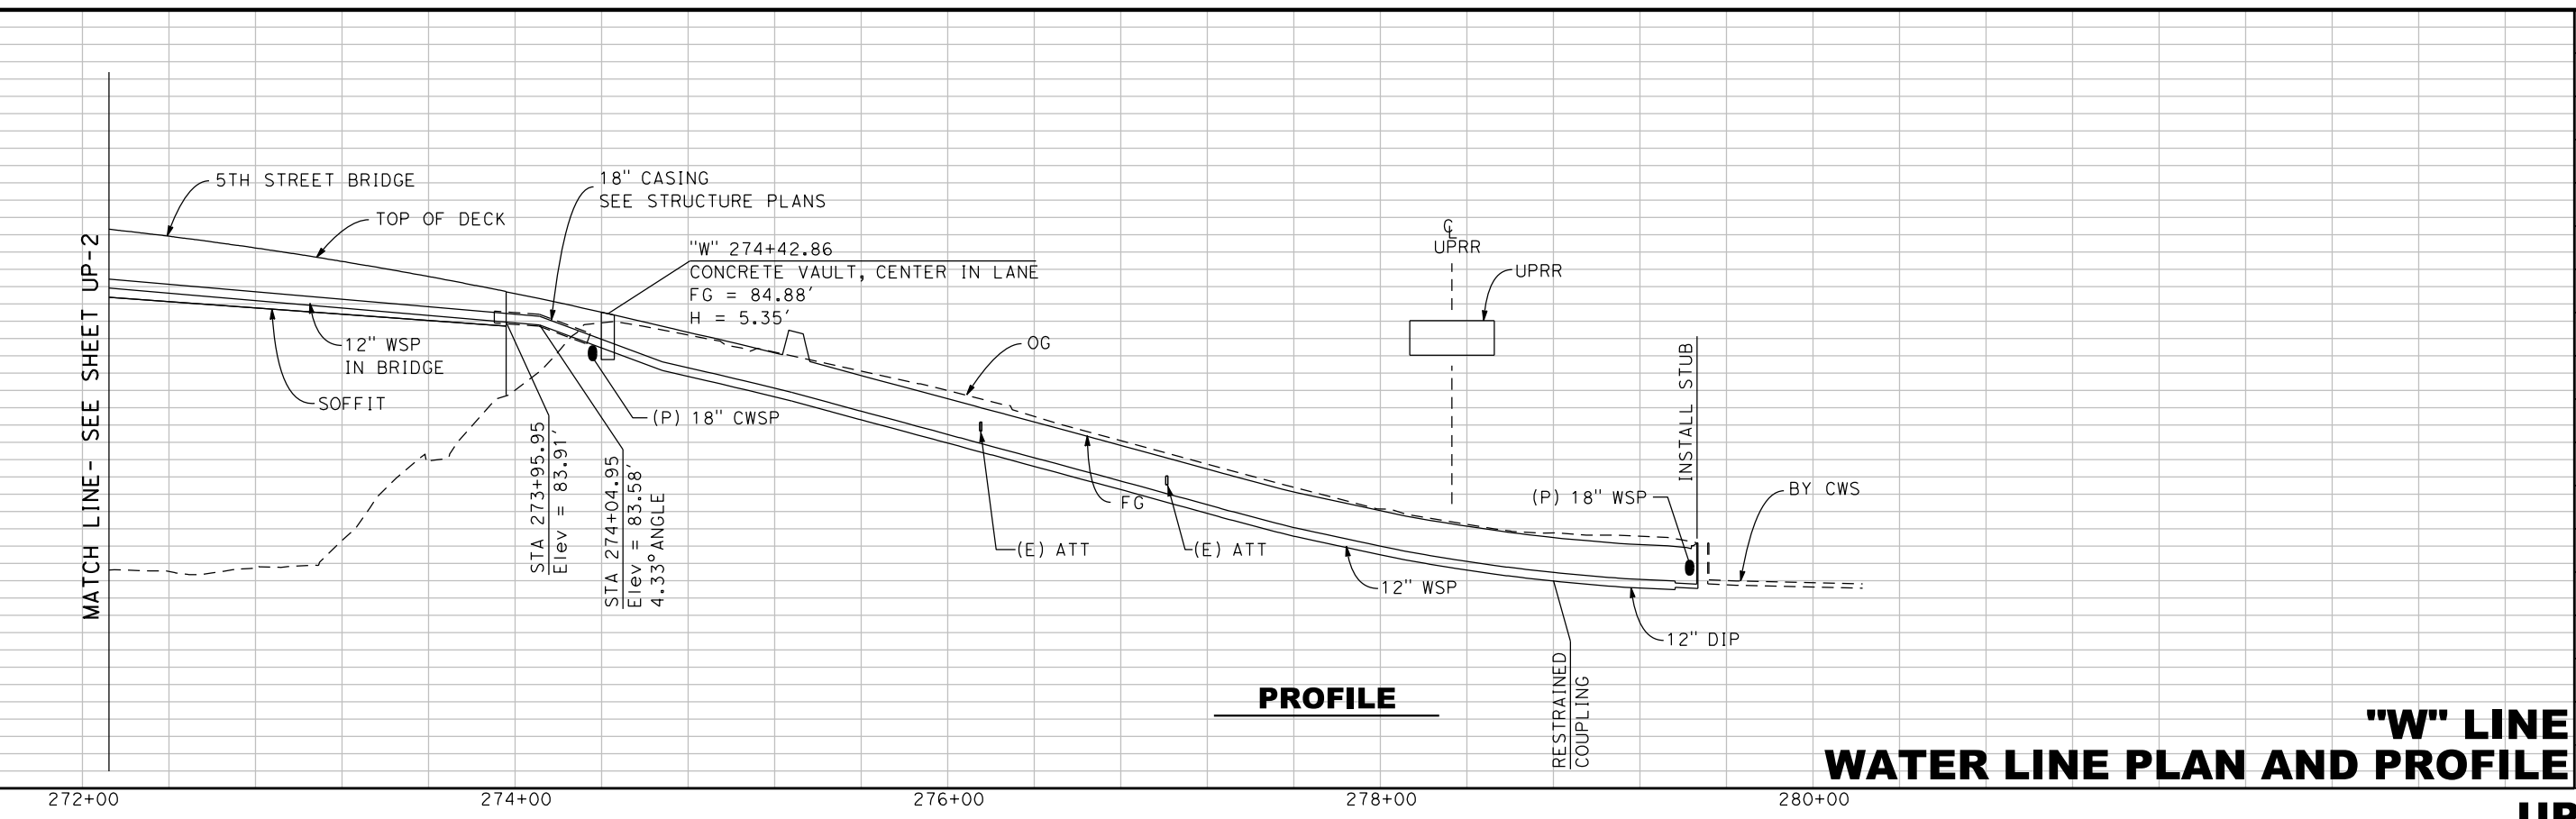 5TH STREET BRIDGE
TOP OF DECK
18" CASING
SEE STRUCTURE PLANS
"W" 274+42.86
CONCRETE VAULT, CENTER IN LANE
FG = 84.88'
H = 5.35'
MATCH LINE- SEE SHEET UP-2
12" WSP
IN BRIDGE
SOFFIT
STA 273+95.95
Elev = 83.91'
STA 274+04.95
Elev = 83.58'
4.33° ANGLE
(P) 18" CWSP
OG
FG
(E) ATT
(E) ATT
℄
UPRR
UPRR
INSTALL STUB
(P) 18" WSP
BY CWS
12" WSP
12" DIP
RESTRAINED
COUPLING
PROFILE
"W" LINE
WATER LINE PLAN AND PROFILE
272+00 274+00 276+00 278+00 280+00